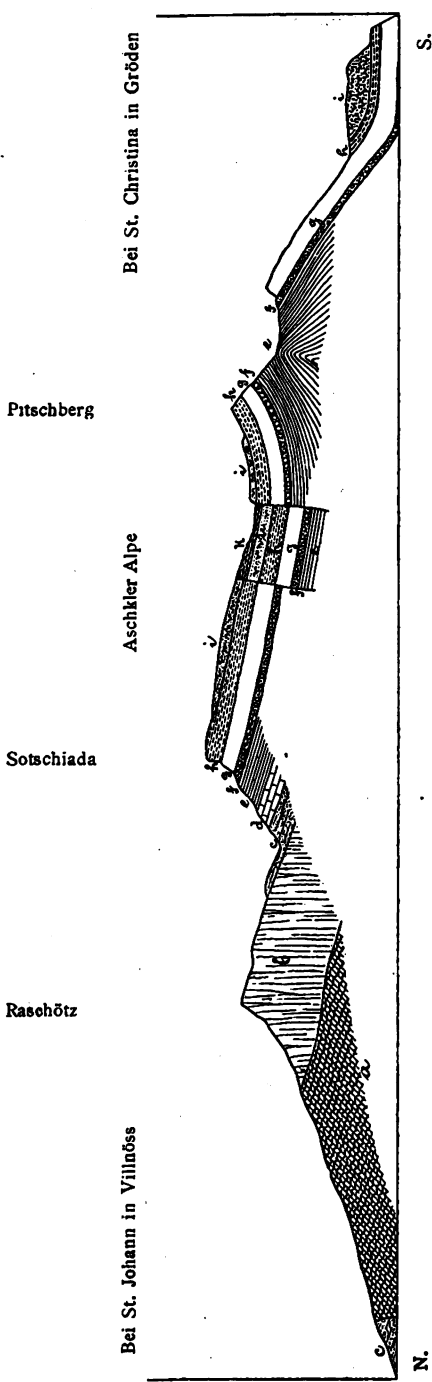 Raschötz
Sotschiada
Pitschberg
Bei St. Johann in Villnöss
Aschkler Alpe
Bei St. Christina in Gröden
c
a
b
c
d
e
f
g
h
i
k
g
f
i
h
g
f
e
f
g
h
i
N.
S.